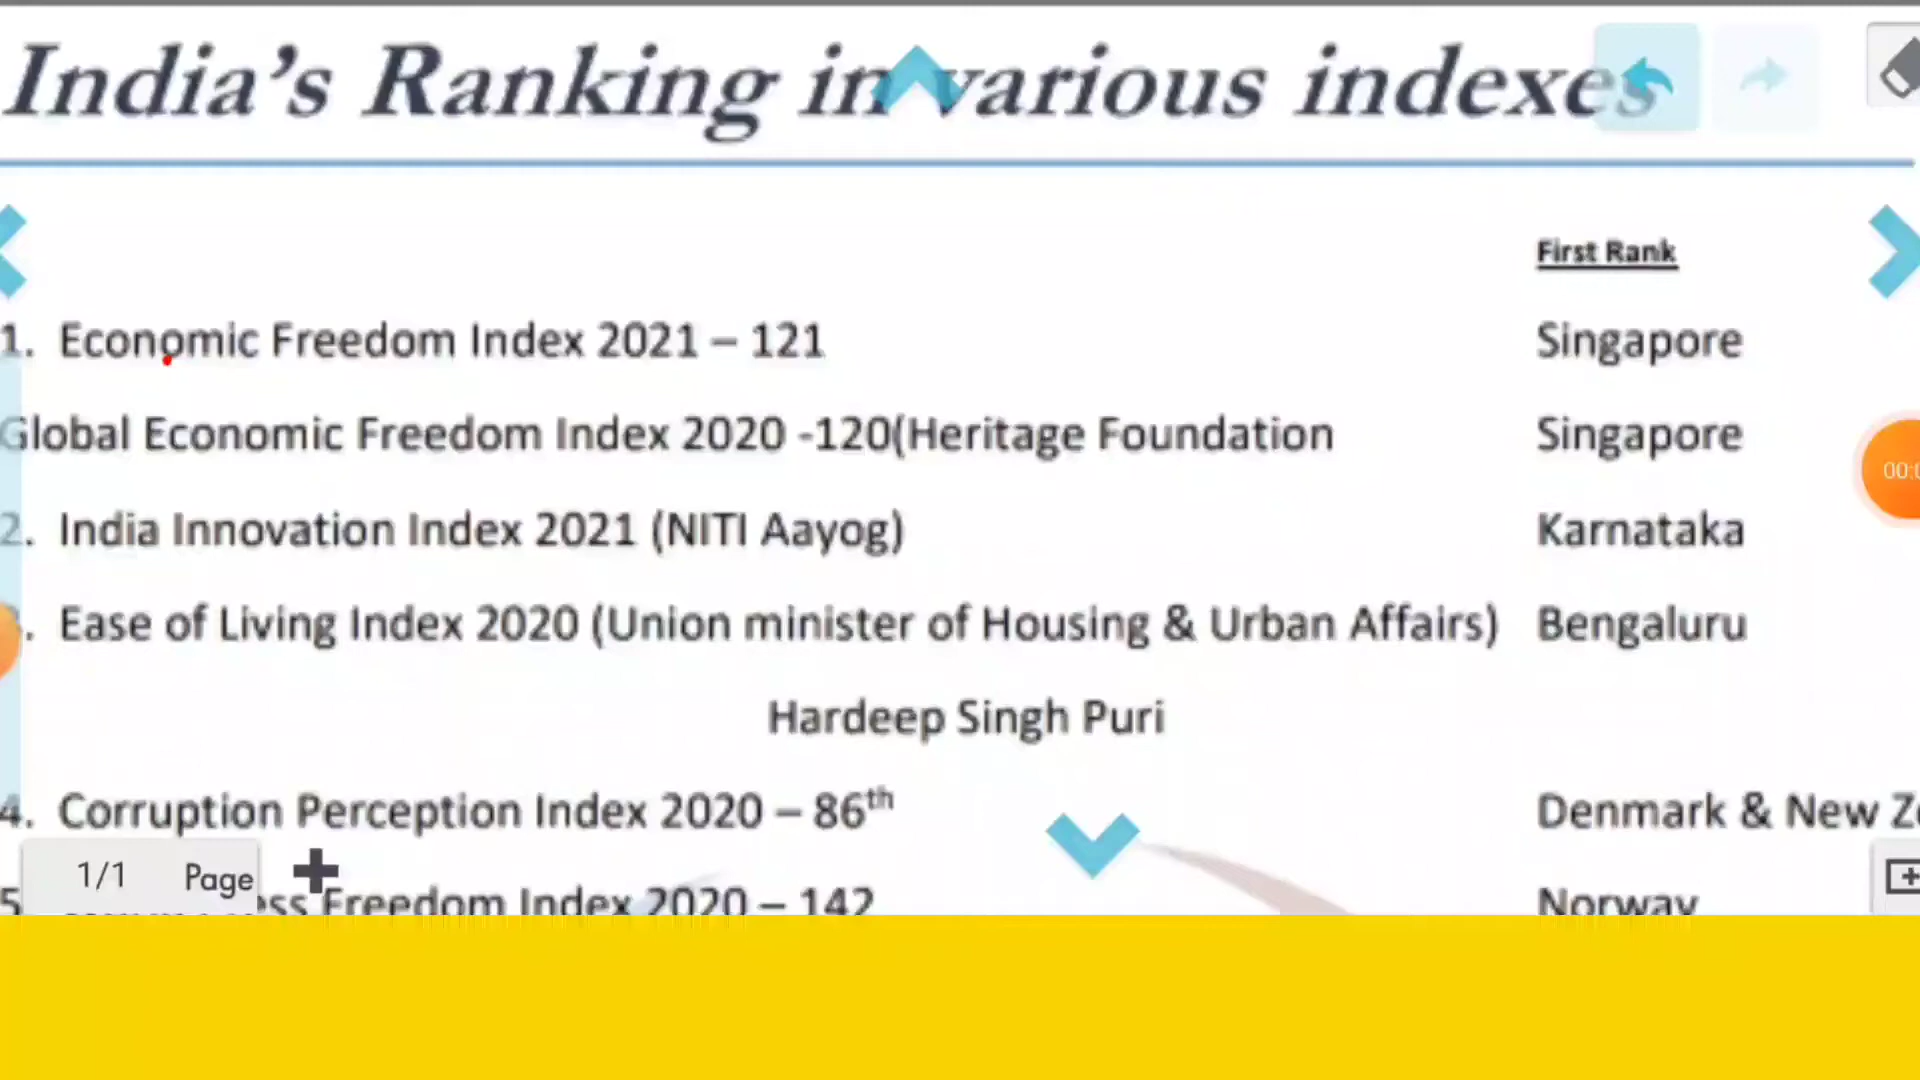 India's Ranking in various indexes
First Rank
1. Economic Freedom Index 2021 – 121 Singapore
Global Economic Freedom Index 2020 -120(Heritage Foundation Singapore
2. India Innovation Index 2021 (NITI Aayog) Karnataka
. Ease of Living Index 2020 (Union minister of Housing & Urban Affairs) Bengaluru
Hardeep Singh Puri
4. Corruption Perception Index 2020 – 86th Denmark & New
1/1 Page
5 Freedom Index 2020 – 142 Norway